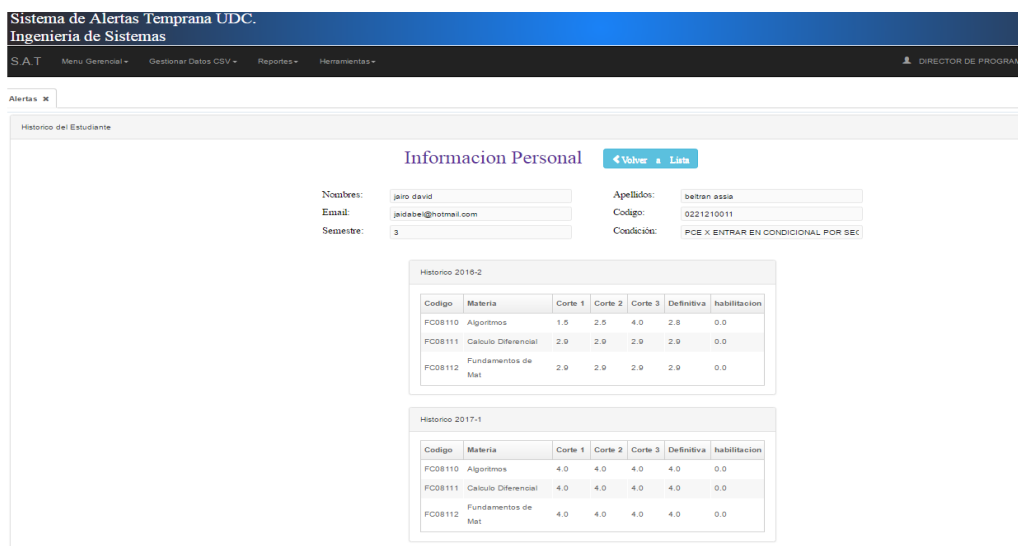 Sistema de Alertas Temprana UDC.
Ingenieria de Sistemas
S.A.T Menu Gerencial Gestionar Datos CSV Reportes Herramientas DIRECTOR DE PROGRAM
Alertas ✖
Historico del Estudiante
Informacion Personal Volver a Lista
Nombres: jairo david Apellidos: beltran assia
Email: jaidabel@hotmail.com Codigo: 0221210011
Semestre: 3 Condición: PCE X ENTRAR EN CONDICIONAL POR SEC
Historico 2016-2
Codigo Materia Corte 1 Corte 2 Corte 3 Definitiva habilitacion
FC08110 Algoritmos 1.5 2.5 4.0 2.8 0.0
FC08111 Calculo Diferencial 2.9 2.9 2.9 2.9 0.0
FC08112 Fundamentos de Mat 2.9 2.9 2.9 2.9 0.0
Historico 2017-1
Codigo Materia Corte 1 Corte 2 Corte 3 Definitiva habilitacion
FC08110 Algoritmos 4.0 4.0 4.0 4.0 0.0
FC08111 Calculo Diferencial 4.0 4.0 4.0 4.0 0.0
FC08112 Fundamentos de Mat 4.0 4.0 4.0 4.0 0.0